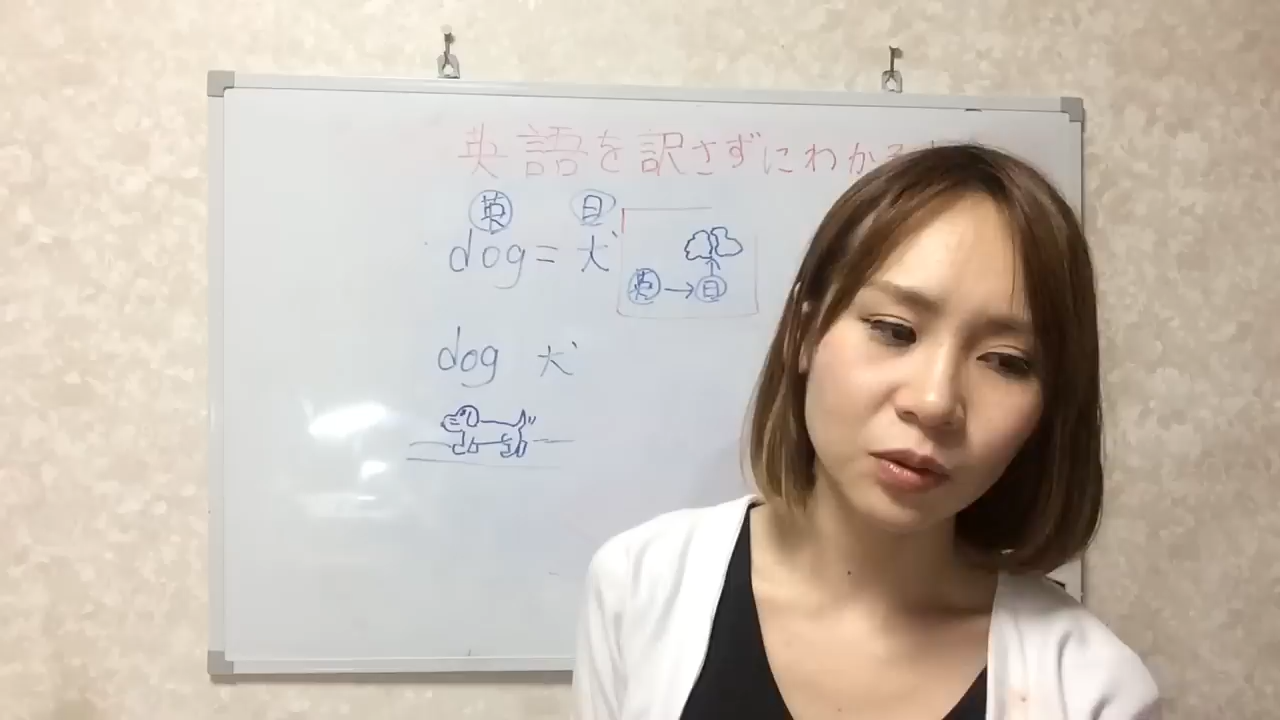 英語を訳さずにわかる
英 日
dog = 犬
英 → 日
dog 犬